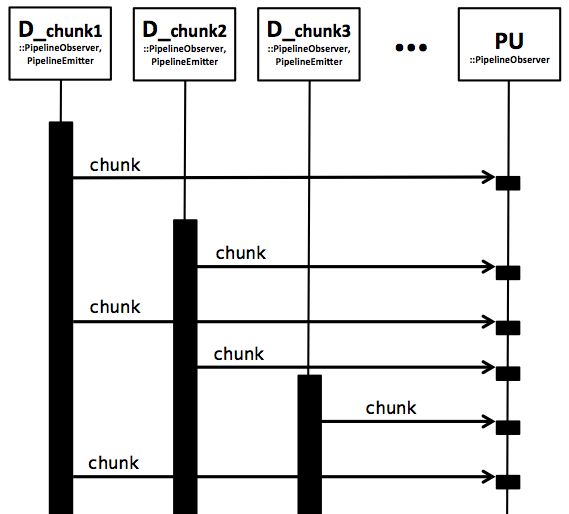 D_chunk1
::PipelineObserver,
PipelineEmitter
D_chunk2
::PipelineObserver,
PipelineEmitter
D_chunk3
::PipelineObserver,
PipelineEmitter
•••
PU
::PipelineObserver
chunk
chunk
chunk
chunk
chunk
chunk